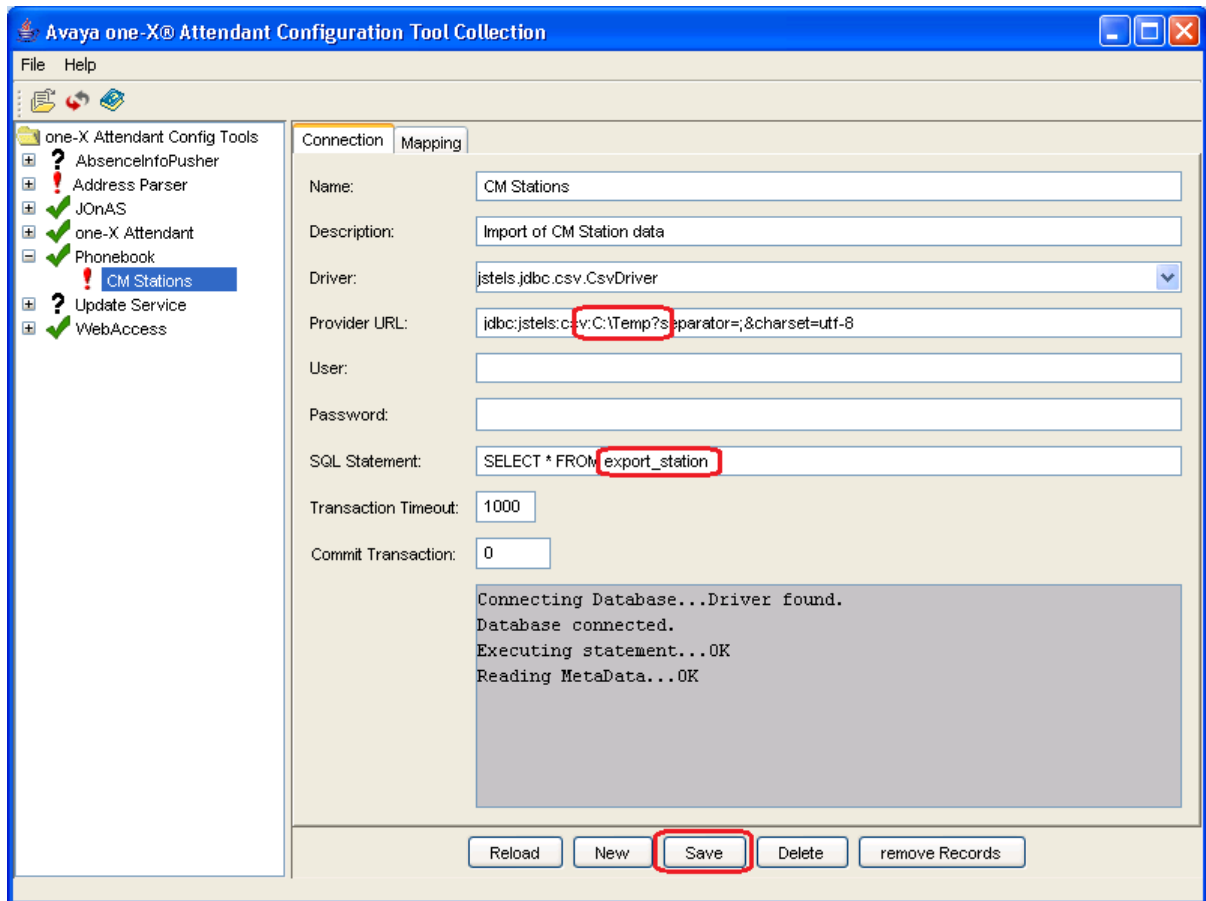 Avaya one-X® Attendant Configuration Tool Collection
File Help
one-X Attendant Config Tools
? AbsenceInfoPusher
! Address Parser
JOnAS
one-X Attendant
Phonebook
! CM Stations
? Update Service
WebAccess
Connection Mapping
Name: CM Stations
Description: Import of CM Station data
Driver: jstels.jdbc.csv.CsvDriver
Provider URL: jdbc:jstels:csv:C:\Temp?separator=;&charset=utf-8
User:
Password:
SQL Statement: SELECT * FROM export_station
Transaction Timeout: 1000
Commit Transaction: 0
Connecting Database...Driver found.
Database connected.
Executing statement...OK
Reading MetaData...OK
Reload New Save Delete remove Records